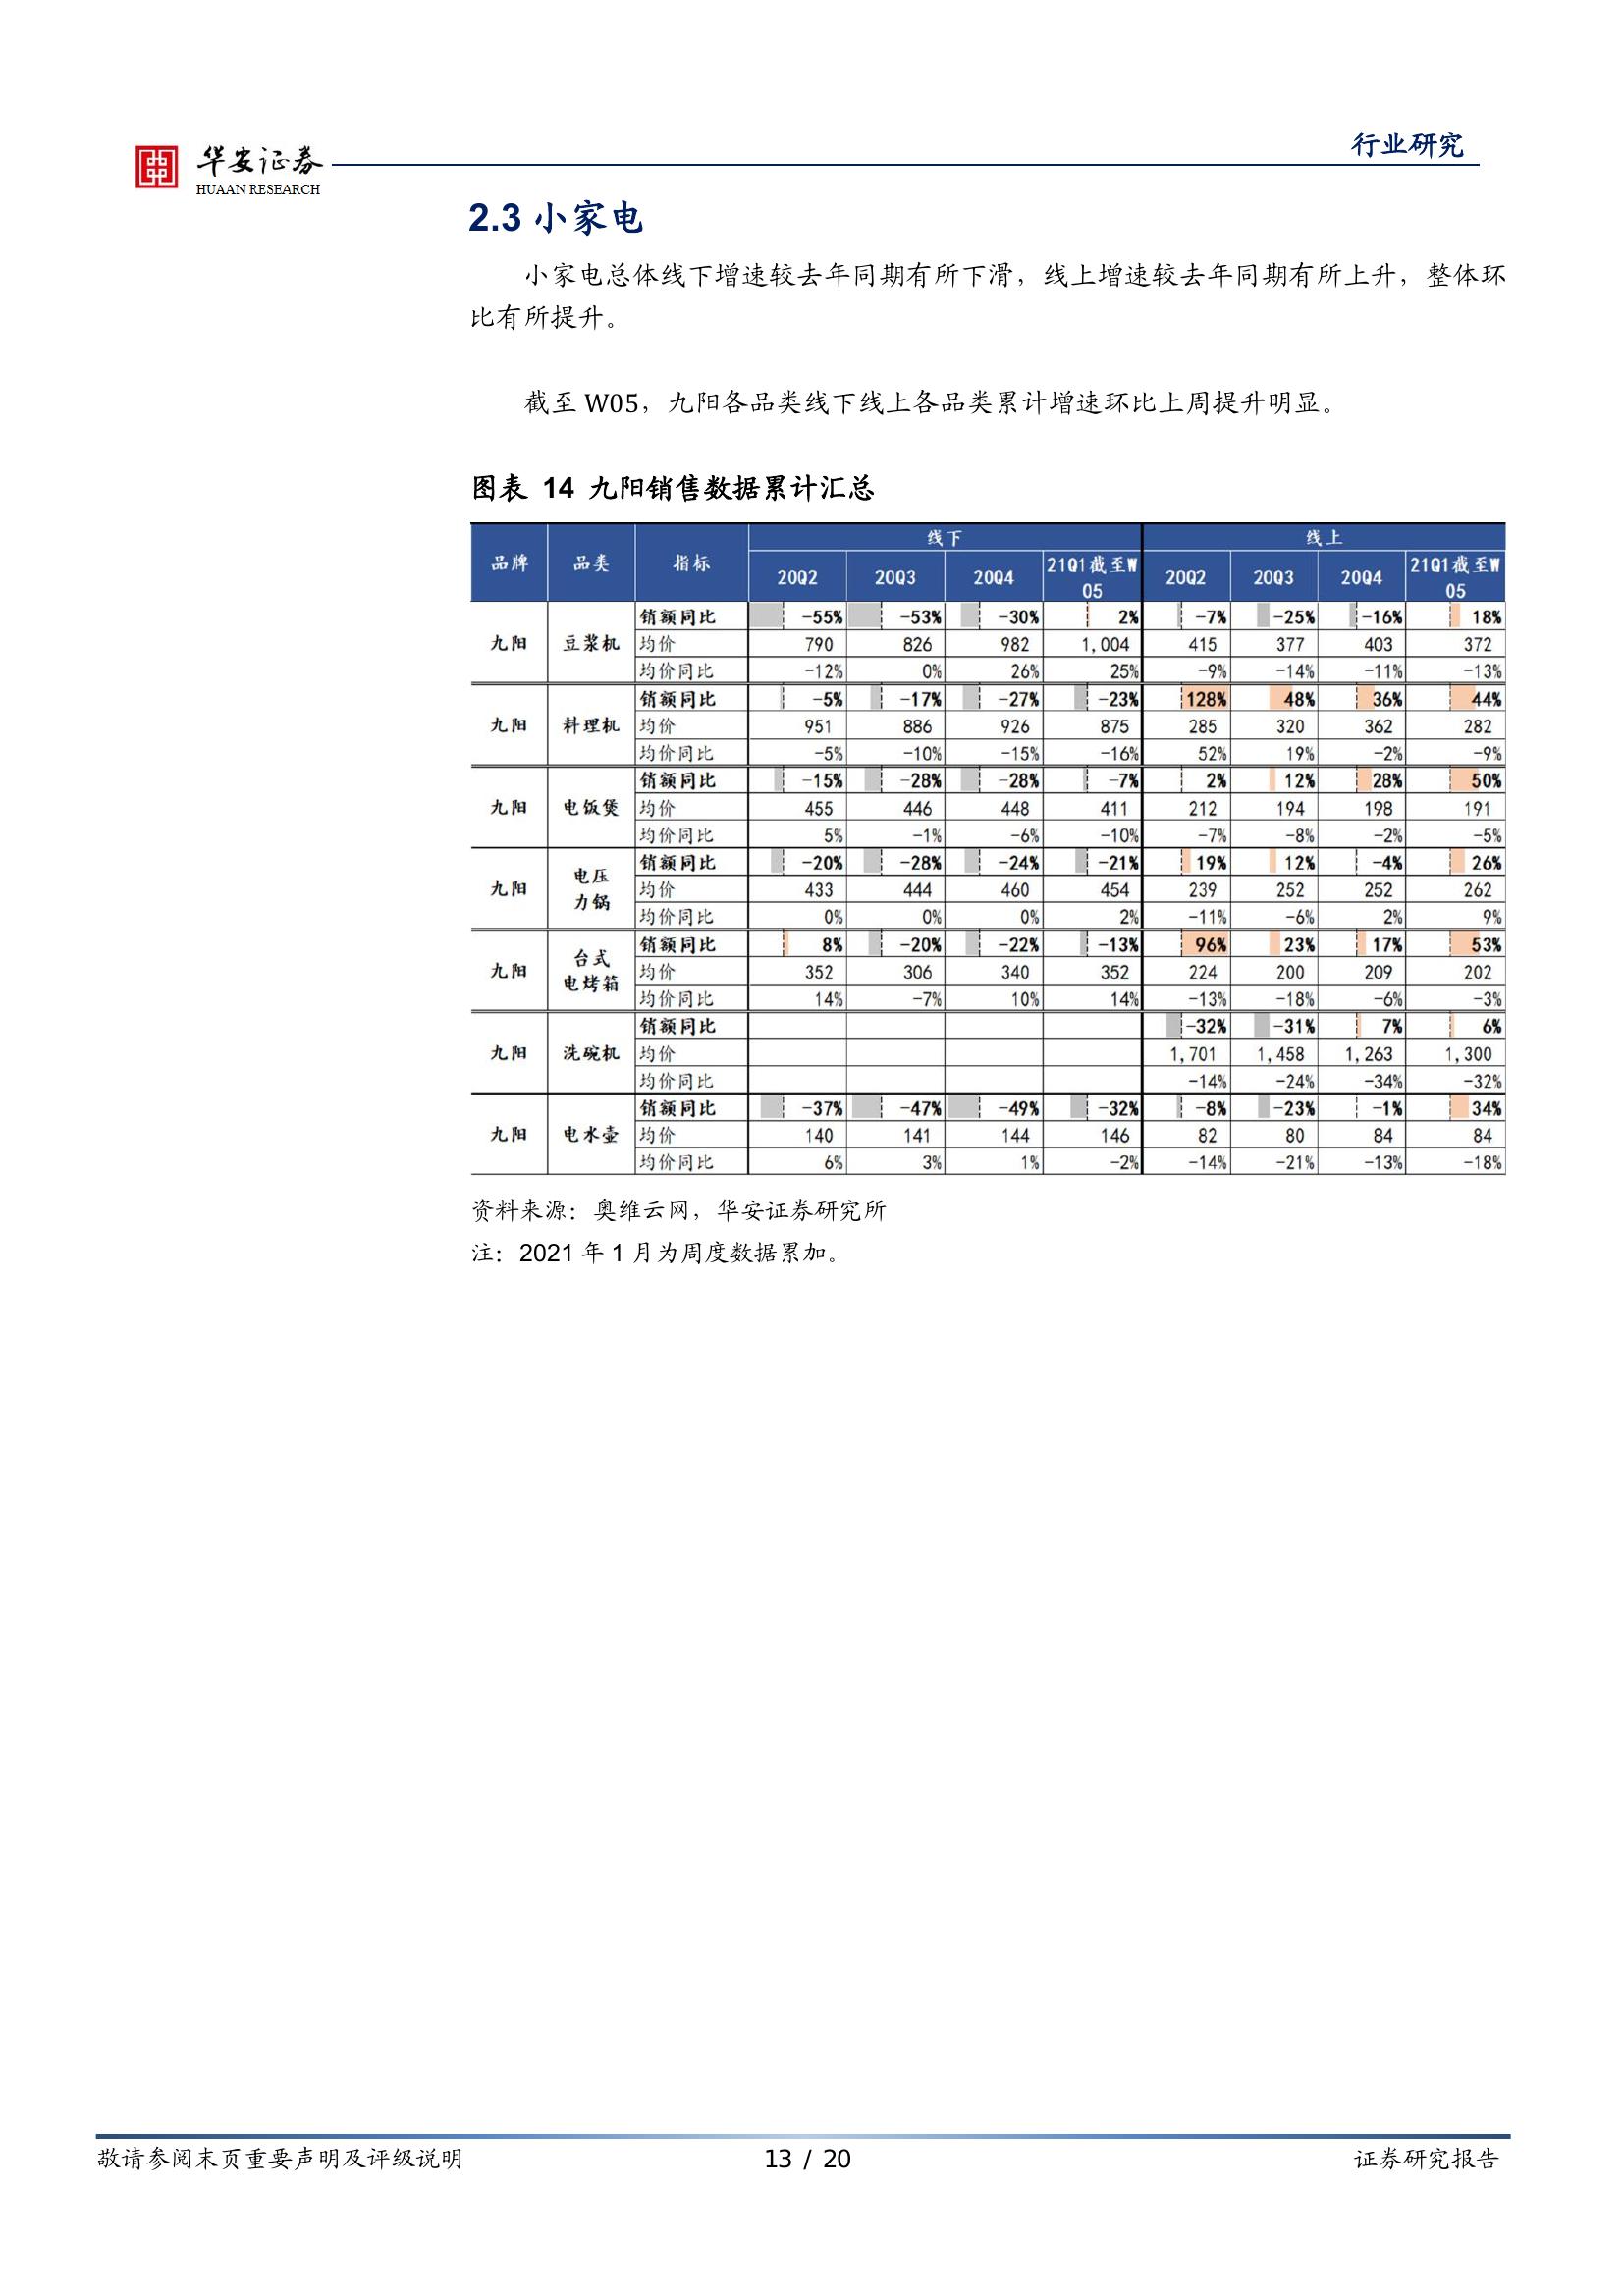 华安证券
HUAAN RESEARCH
行业研究
2.3 小家电
小家电总体线下增速较去年同期有所下滑，线上增速较去年同期有所上升，整体环
比有所提升。
截至 W05，九阳各品类线下线上各品类累计增速环比上周提升明显。
图表 14 九阳销售数据累计汇总
品牌 品类 指标 线下 线上
20Q2 20Q3 20Q4 21Q1截至W05 20Q2 20Q3 20Q4 21Q1截至W05
九阳 豆浆机 销额同比 -55% -53% -30% 2% -7% -25% -16% 18%
均价 790 826 982 1,004 415 377 403 372
均价同比 -12% 0% 26% 25% -9% -14% -11% -13%
九阳 料理机 销额同比 -5% -17% -27% -23% 128% 48% 36% 44%
均价 951 886 926 875 285 320 362 282
均价同比 -5% -10% -15% -16% 52% 19% -2% -9%
九阳 电饭煲 销额同比 -15% -28% -28% -7% 2% 12% 28% 50%
均价 455 446 448 411 212 194 198 191
均价同比 5% -1% -6% -10% -7% -8% -2% -5%
九阳 电压力锅 销额同比 -20% -28% -24% -21% 19% 12% -4% 26%
均价 433 444 460 454 239 252 252 262
均价同比 0% 0% 0% 2% -11% -6% 2% 9%
九阳 台式电烤箱 销额同比 8% -20% -22% -13% 96% 23% 17% 53%
均价 352 306 340 352 224 200 209 202
均价同比 14% -7% 10% 14% -13% -18% -6% -3%
九阳 洗碗机 销额同比 -32% -31% 7% 6%
均价 1,701 1,458 1,263 1,300
均价同比 -14% -24% -34% -32%
九阳 电水壶 销额同比 -37% -47% -49% -32% -8% -23% -1% 34%
均价 140 141 144 146 82 80 84 84
均价同比 6% 3% 1% -2% -14% -21% -13% -18%
资料来源：奥维云网，华安证券研究所
注：2021 年 1 月为周度数据累加。
敬请参阅末页重要声明及评级说明 13 / 20 证券研究报告